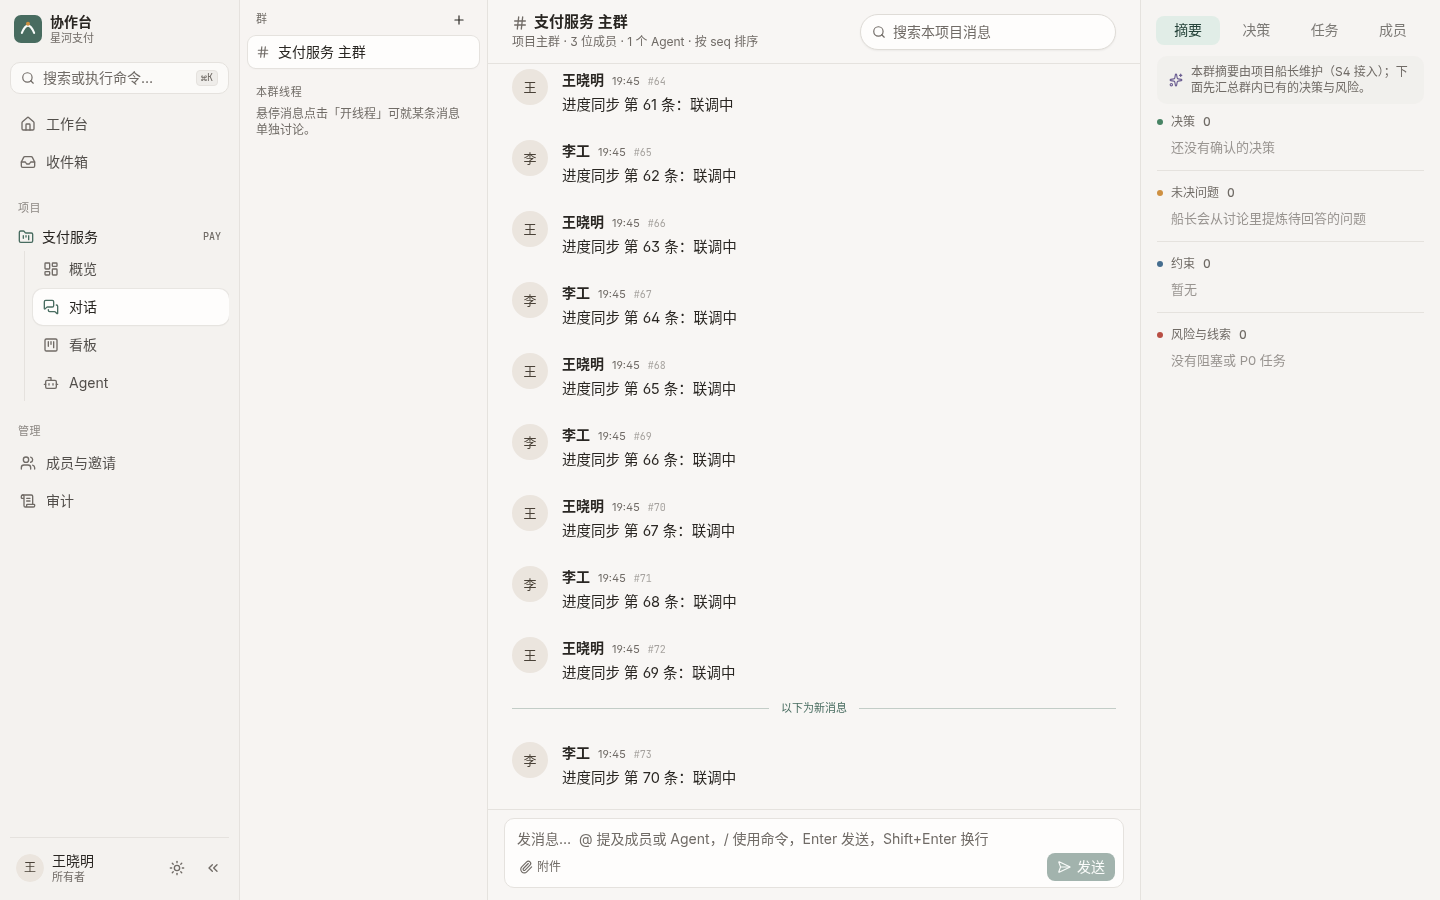 协作台
星河支付
搜索或执行命令… ⌘K
工作台
收件箱
项目
支付服务 PAY
概览
对话
看板
Agent
管理
成员与邀请
审计
王 王晓明
所有者
群
支付服务 主群
本群线程
悬停消息点击「开线程」可就某条消息
单独讨论。
# 支付服务 主群
项目主群 · 3 位成员 · 1 个 Agent · 按 seq 排序
搜索本项目消息
王 王晓明 19:45 #64
进度同步 第 61 条：联调中
李 李工 19:45 #65
进度同步 第 62 条：联调中
王 王晓明 19:45 #66
进度同步 第 63 条：联调中
李 李工 19:45 #67
进度同步 第 64 条：联调中
王 王晓明 19:45 #68
进度同步 第 65 条：联调中
李 李工 19:45 #69
进度同步 第 66 条：联调中
王 王晓明 19:45 #70
进度同步 第 67 条：联调中
李 李工 19:45 #71
进度同步 第 68 条：联调中
王 王晓明 19:45 #72
进度同步 第 69 条：联调中
以下为新消息
李 李工 19:45 #73
进度同步 第 70 条：联调中
发消息… @ 提及成员或 Agent，/ 使用命令，Enter 发送，Shift+Enter 换行
附件
发送
摘要 决策 任务 成员
本群摘要由项目船长维护（S4 接入）；下
面先汇总群内已有的决策与风险。
决策 0
还没有确认的决策
未决问题 0
船长会从讨论里提炼待回答的问题
约束 0
暂无
风险与线索 0
没有阻塞或 P0 任务